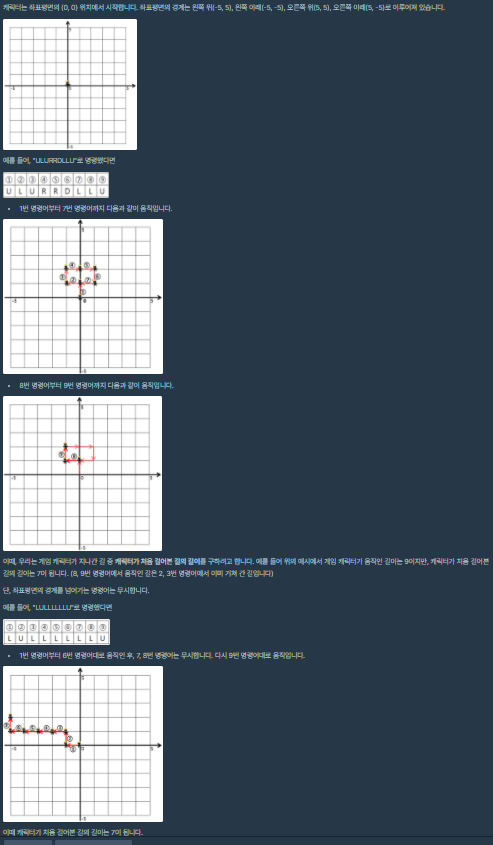 캐릭터는 좌표평면의 (0, 0) 위치에서 시작합니다. 좌표평면의 경계는 왼쪽 위(-5, 5), 왼쪽 아래(-5, -5), 오른쪽 위(5, 5), 오른쪽 아래(5, -5)로 이루어져 있습니다.
예를 들어, "ULURRDLLU"로 명령했다면
① ② ③ ④ ⑤ ⑥ ⑦ ⑧ ⑨
U L U R R D L L U
• 1번 명령어부터 7번 명령어까지 다음과 같이 움직입니다.
④ ⑤
③ ② ⑦ ⑥
①
• 8번 명령어부터 9번 명령어까지 다음과 같이 움직입니다.
⑨ ⑧
이때, 우리는 게임 캐릭터가 지나간 길 중 캐릭터가 처음 걸어본 길의 길이를 구하려고 합니다. 예를 들어 위의 예시에서 게임 캐릭터가 움직인 길이는 9이지만, 캐릭터가 처음 걸어본
길의 길이는 7이 됩니다. (8, 9번 명령어에서 움직인 길은 2, 3번 명령어에서 이미 거쳐 간 길입니다)
단, 좌표평면의 경계를 넘어가는 명령어는 무시합니다.
예를 들어, "LULLLLLLU"로 명령했다면
① ② ③ ④ ⑤ ⑥ ⑦ ⑧ ⑨
L U L L L L L L U
• 1번 명령어부터 6번 명령어대로 움직인 후, 7, 8번 명령어는 무시합니다. 다시 9번 명령어대로 움직입니다.
⑨ ⑥ ⑤ ④ ③
②
①
이때 캐릭터가 처음 걸어본 길의 길이는 7이 됩니다.